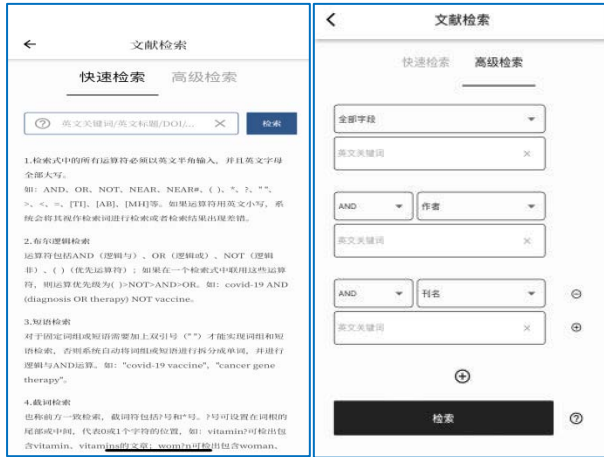 文献检索
快速检索 高级检索
英文关键词/英文标题/DOI/... 检索
1.检索式中的所有运算符必须以英文半角输入，并且英文字母
全部大写。
如：AND、OR、NOT、NEAR、NEAR#、( )、*、?、" "、
>、<、=、[TI]、[AB]、[MH]等。如果运算符用英文小写，系
统会将其视作检索词进行检索或者检索结果出现差错。
2.布尔逻辑检索
运算符包括AND（逻辑与）、OR（逻辑或）、NOT（逻辑
非）、( )（优先运算符）；如果在一个检索式中联用这些运算
符，则运算优先级为( )>NOT>AND>OR。如：covid-19 AND
(diagnosis OR therapy) NOT vaccine。
3.短语检索
对于固定词组或短语需要加上双引号（" "）才能实现词组和短
语检索，否则系统自动将词组或短语进行拆分成单词，并进行
逻辑与AND运算。如："covid-19 vaccine"、"cancer gene
therapy"。
4.截词检索
也称前方一致检索，截词符包括?号和*号。?号可设置在词根的
尾部或中间，代表0或1个字符的位置，如：vitamin?可检出包
含vitamin、vitamins的文章；wom?n可检出包含woman、
文献检索
快速检索 高级检索
全部字段
英文关键词
AND 作者
英文关键词
AND 刊名
英文关键词
检索